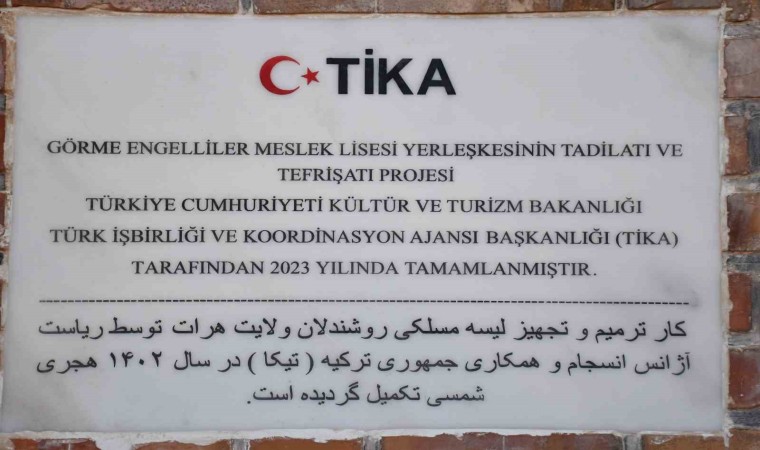 TİKA
GÖRME ENGELLİLER MESLEK LİSESİ YERLEŞKESİNİN TADİLATI VE
TEFRİŞATI PROJESİ
TÜRKİYE CUMHURİYETİ KÜLTÜR VE TURİZM BAKANLIĞI
TÜRK İŞBİRLİĞİ VE KOORDİNASYON AJANSI BAŞKANLIĞI (TİKA)
TARAFINDAN 2023 YILINDA TAMAMLANMIŞTIR.
کار ترمیم و تجهیز لیسه مسلکی روشندلان ولایت هرات توسط ریاست
آژانس انسجام و همکاری جمهوری ترکیه ( تیکا ) در سال ۱۴۰۲ هجری
شمسی تکمیل گردیده است.